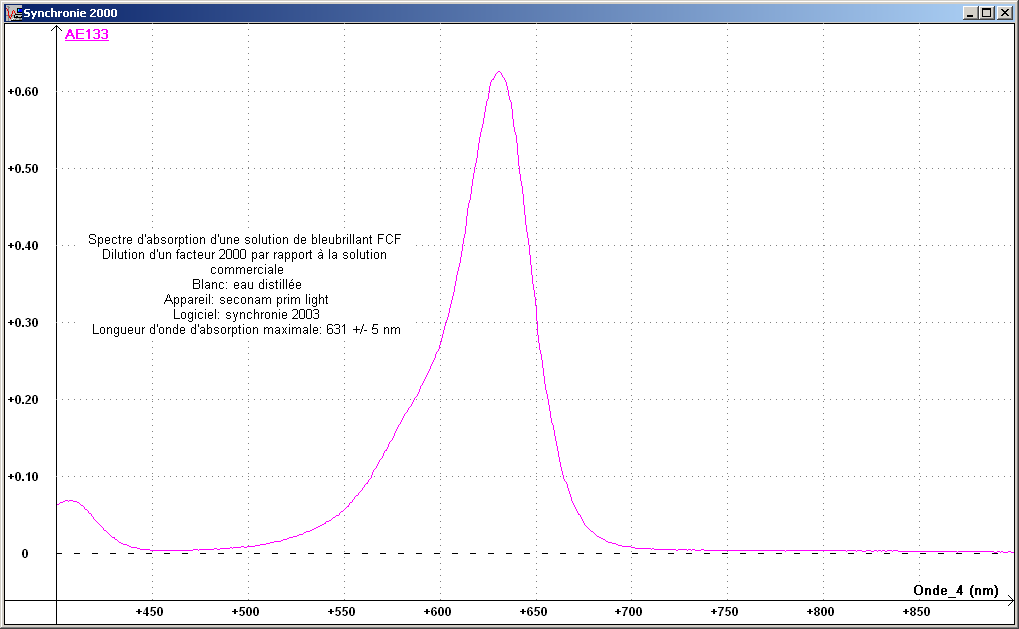 Synchronie 2000
AE133
+0.60
+0.50
+0.40
+0.30
+0.20
+0.10
0
Spectre d'absorption d'une solution de bleubrillant FCF
Dilution d'un facteur 2000 par rapport à la solution
commerciale
Blanc: eau distillée
Appareil: seconam prim light
Logiciel: synchronie 2003
Longueur d'onde d'absorption maximale: 631 +/- 5 nm
Onde_4 (nm)
+450 +500 +550 +600 +650 +700 +750 +800 +850